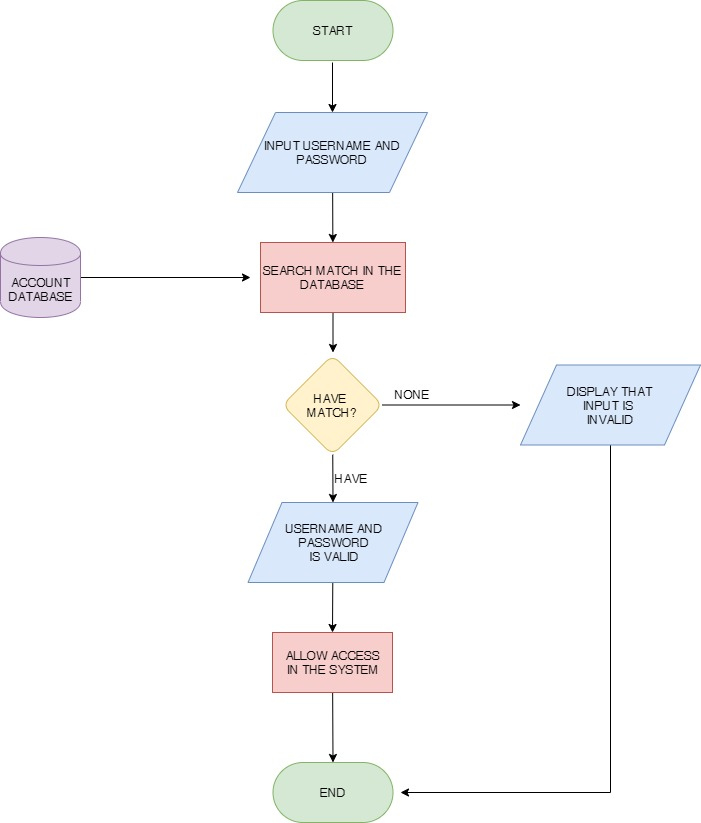 START
INPUT USERNAME AND
PASSWORD
SEARCH MATCH IN THE
DATABASE
ACCOUNT
DATABASE
HAVE
MATCH?
NONE
DISPLAY THAT
INPUT IS
INVALID
HAVE
USERNAME AND
PASSWORD
IS VALID
ALLOW ACCESS
IN THE SYSTEM
END